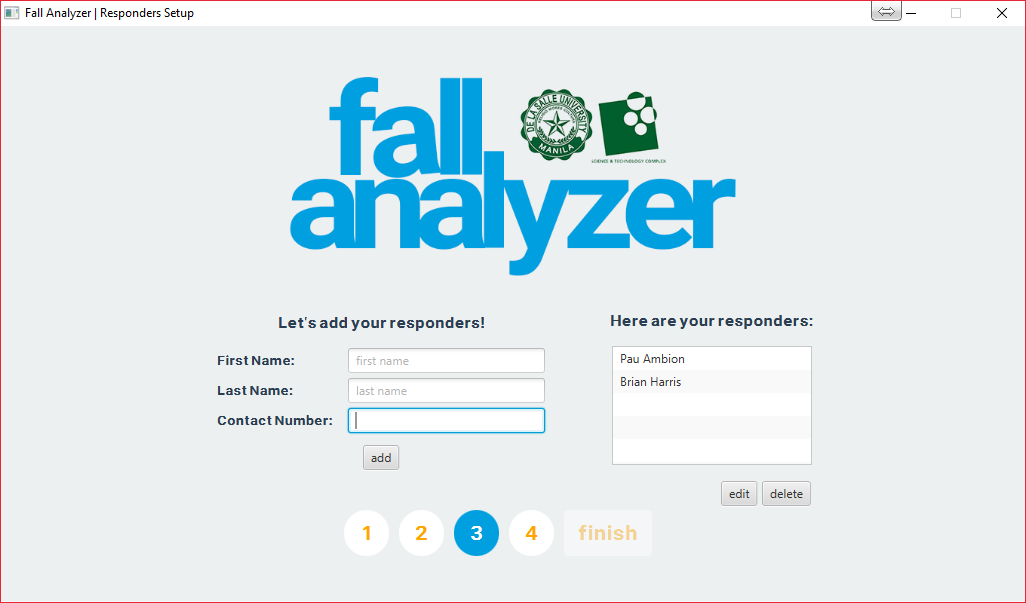 Fall Analyzer | Responders Setup
fall
analyzer
DE LA SALLE UNIVERSITY
MANILA
SCIENCE & TECHNOLOGY COMPLEX
Let's add your responders!
First Name:
first name
Last Name:
last name
Contact Number:
add
Here are your responders:
Pau Ambion
Brian Harris
edit
delete
1
2
3
4
finish